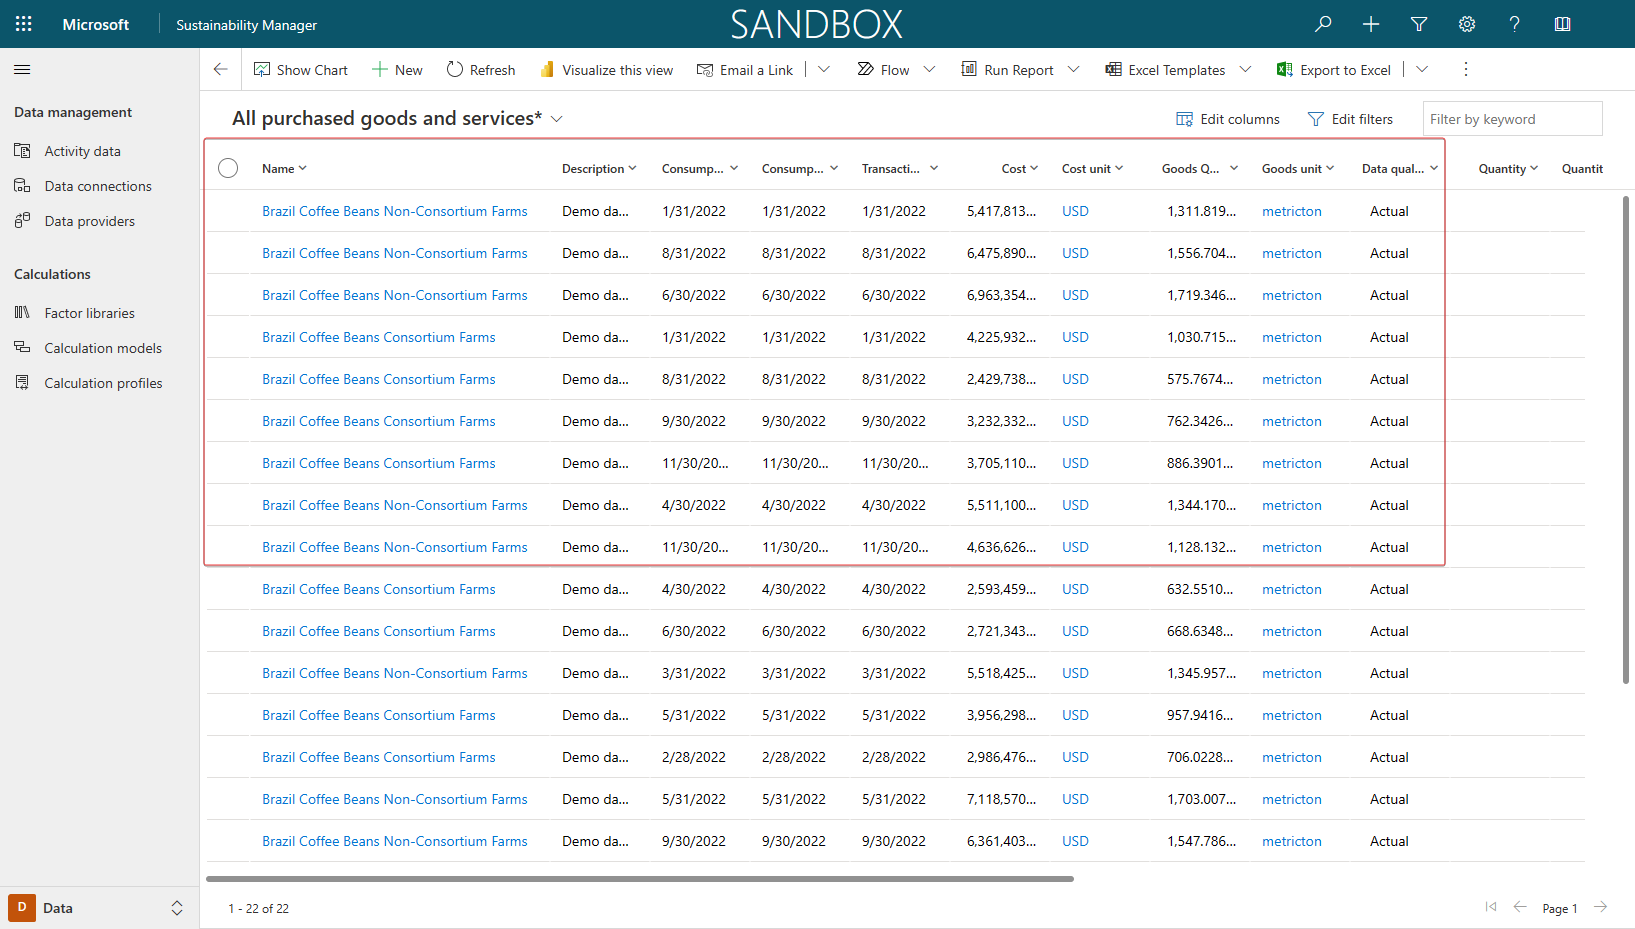 Microsoft Sustainability Manager SANDBOX
Show Chart New Refresh Visualize this view Email a Link Flow Run Report Excel Templates Export to Excel
Data management
Activity data
Data connections
Data providers
Calculations
Factor libraries
Calculation models
Calculation profiles
D Data
All purchased goods and services* Edit columns Edit filters Filter by keyword
Name Description Consump... Consump... Transacti... Cost Cost unit Goods Q... Goods unit Data qual... Quantity Quantit
Brazil Coffee Beans Non-Consortium Farms Demo da... 1/31/2022 1/31/2022 1/31/2022 5,417,813... USD 1,311.819... metricton Actual
Brazil Coffee Beans Non-Consortium Farms Demo da... 8/31/2022 8/31/2022 8/31/2022 6,475,890... USD 1,556.704... metricton Actual
Brazil Coffee Beans Non-Consortium Farms Demo da... 6/30/2022 6/30/2022 6/30/2022 6,963,354... USD 1,719.346... metricton Actual
Brazil Coffee Beans Consortium Farms Demo da... 1/31/2022 1/31/2022 1/31/2022 4,225,932... USD 1,030.715... metricton Actual
Brazil Coffee Beans Consortium Farms Demo da... 8/31/2022 8/31/2022 8/31/2022 2,429,738... USD 575.7674... metricton Actual
Brazil Coffee Beans Consortium Farms Demo da... 9/30/2022 9/30/2022 9/30/2022 3,232,332... USD 762.3426... metricton Actual
Brazil Coffee Beans Consortium Farms Demo da... 11/30/20... 11/30/20... 11/30/20... 3,705,110... USD 886.3901... metricton Actual
Brazil Coffee Beans Non-Consortium Farms Demo da... 4/30/2022 4/30/2022 4/30/2022 5,511,100... USD 1,344.170... metricton Actual
Brazil Coffee Beans Non-Consortium Farms Demo da... 11/30/20... 11/30/20... 11/30/20... 4,636,626... USD 1,128.132... metricton Actual
Brazil Coffee Beans Consortium Farms Demo da... 4/30/2022 4/30/2022 4/30/2022 2,593,459... USD 632.5510... metricton Actual
Brazil Coffee Beans Consortium Farms Demo da... 6/30/2022 6/30/2022 6/30/2022 2,721,343... USD 668.6348... metricton Actual
Brazil Coffee Beans Non-Consortium Farms Demo da... 3/31/2022 3/31/2022 3/31/2022 5,518,425... USD 1,345.957... metricton Actual
Brazil Coffee Beans Consortium Farms Demo da... 5/31/2022 5/31/2022 5/31/2022 3,956,298... USD 957.9416... metricton Actual
Brazil Coffee Beans Consortium Farms Demo da... 2/28/2022 2/28/2022 2/28/2022 2,986,476... USD 706.0228... metricton Actual
Brazil Coffee Beans Non-Consortium Farms Demo da... 5/31/2022 5/31/2022 5/31/2022 7,118,570... USD 1,703.007... metricton Actual
Brazil Coffee Beans Non-Consortium Farms Demo da... 9/30/2022 9/30/2022 9/30/2022 6,361,403... USD 1,547.786... metricton Actual
1 - 22 of 22 Page 1